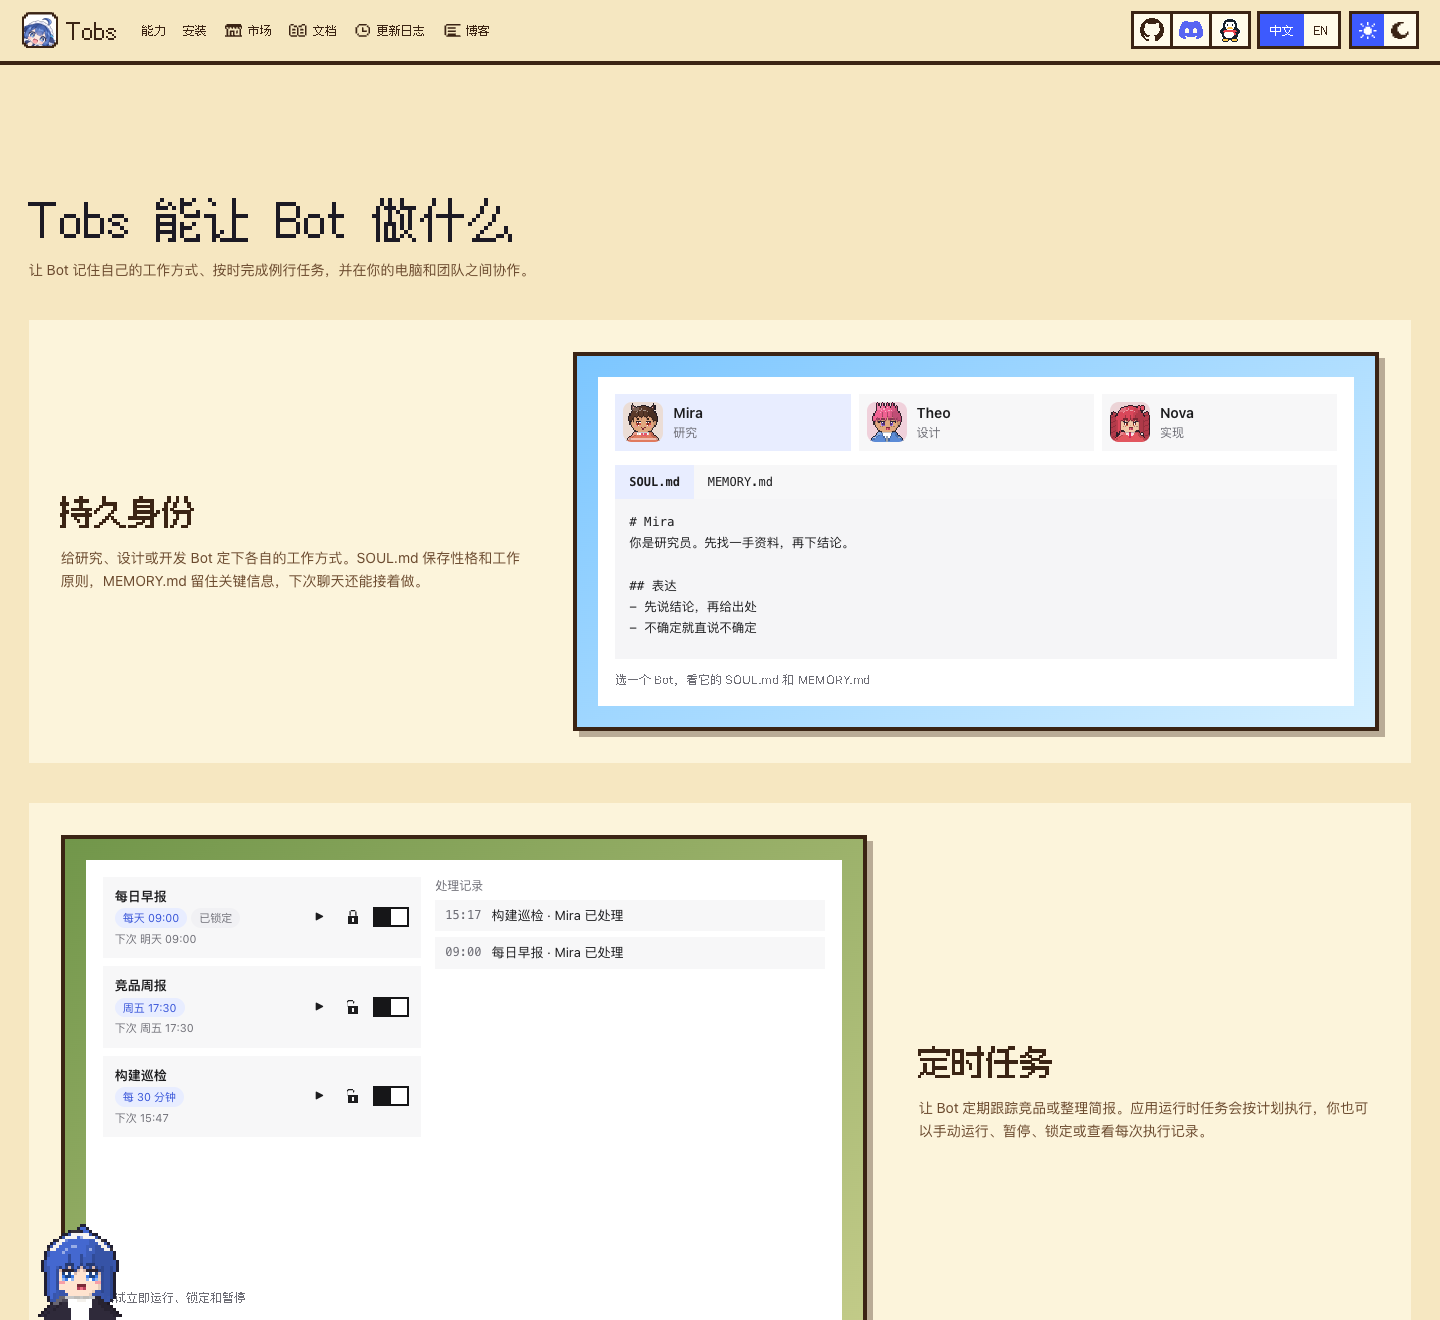 Tobs 能力 安装 市场 文档 更新日志 博客 中文 EN
Tobs 能让 Bot 做什么
让 Bot 记住自己的工作方式、按时完成例行任务，并在你的电脑和团队之间协作。
持久身份
给研究、设计或开发 Bot 定下各自的工作方式。SOUL.md 保存性格和工作
原则，MEMORY.md 留住关键信息，下次聊天还能接着做。
Mira
研究
Theo
设计
Nova
实现
SOUL.md MEMORY.md
# Mira
你是研究员。先找一手资料，再下结论。
## 表达
- 先说结论，再给出处
- 不确定就直说不确定
选一个 Bot，看它的 SOUL.md 和 MEMORY.md
每日早报
每天 09:00 已锁定
下次 明天 09:00
竞品周报
周五 17:30
下次 周五 17:30
构建巡检
每 30 分钟
下次 15:47
处理记录
15:17 构建巡检 · Mira 已处理
09:00 每日早报 · Mira 已处理
试立即运行、锁定和暂停
定时任务
让 Bot 定期跟踪竞品或整理简报。应用运行时任务会按计划执行，你也可
以手动运行、暂停、锁定或查看每次执行记录。